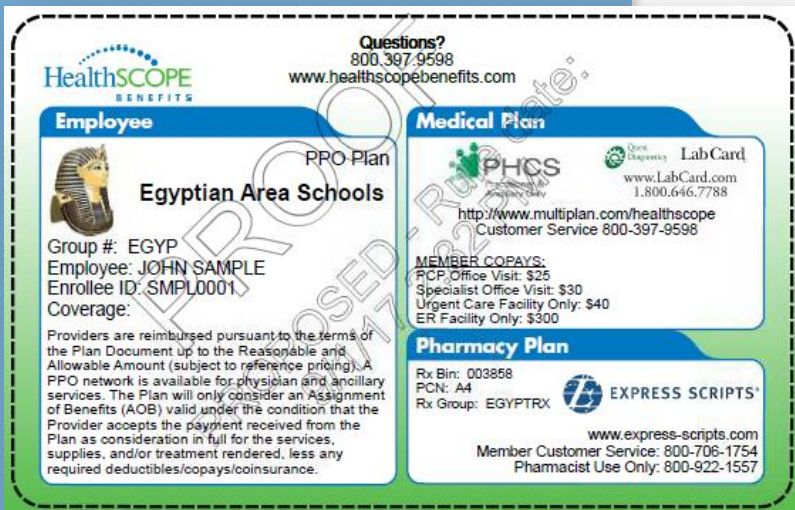 HealthSCOPE
BENEFITS
Questions?
800.397.9598
www.healthscopebenefits.com
Employee
PPO Plan
Egyptian Area Schools
Group #: EGYP
Employee: JOHN SAMPLE
Enrollee ID: SMPL0001
Coverage:
Providers are reimbursed pursuant to the terms of
the Plan Document up to the Reasonable and
Allowable Amount (subject to reference pricing). A
PPO network is available for physician and ancillary
services. The Plan will only consider an Assignment
of Benefits (AOB) valid under the condition that the
Provider accepts the payment received from the
Plan as consideration in full for the services,
supplies, and/or treatment rendered, less any
required deductibles/copays/coinsurance.
Medical Plan
PHCS
Practitioner &
Ancillary Only
Quest
Diagnostics
LabCard
www.LabCard.com
1.800.646.7788
http://www.multiplan.com/healthscope
Customer Service 800-397-9598
MEMBER COPAYS:
PCP Office Visit: $25
Specialist Office Visit: $30
Urgent Care Facility Only: $40
ER Facility Only: $300
Pharmacy Plan
Rx Bin: 003858
PCN: A4
Rx Group: EGYPTRX
EXPRESS SCRIPTS®
www.express-scripts.com
Member Customer Service: 800-706-1754
Pharmacist Use Only: 800-922-1557
PROOF
PROPOSED - Rule date: